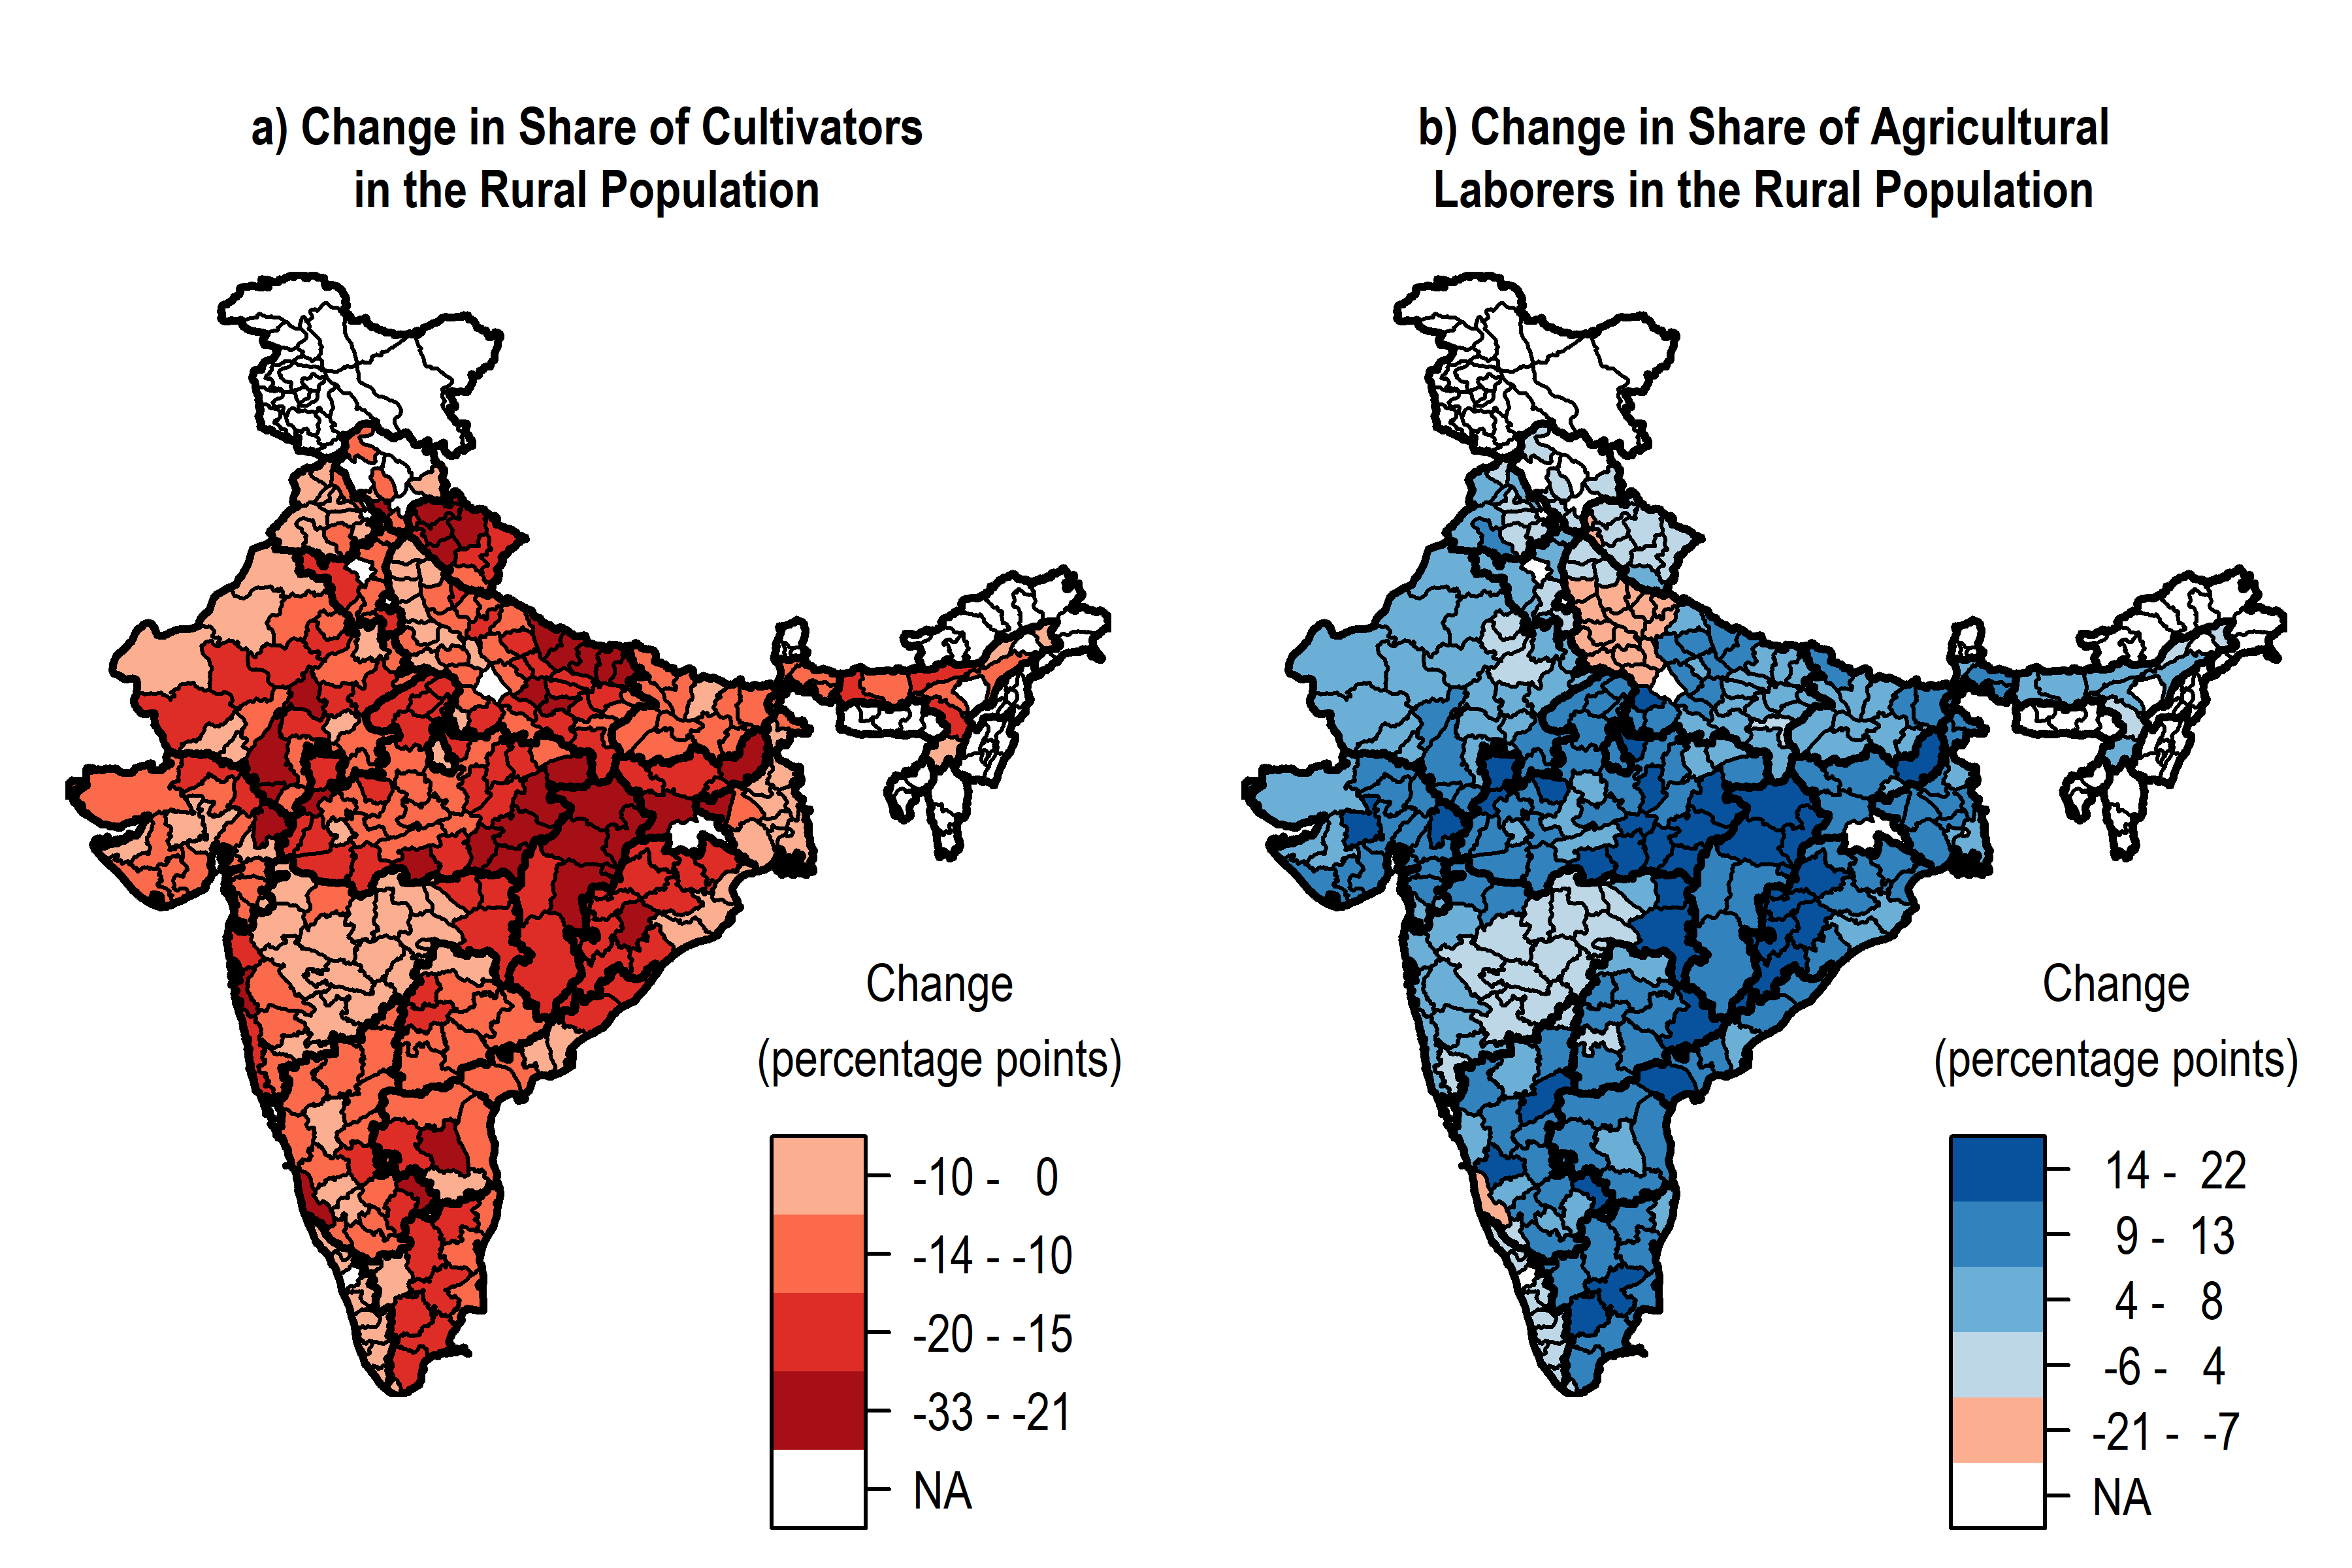 a) Change in Share of Cultivators
in the Rural Population
b) Change in Share of Agricultural
Laborers in the Rural Population
Change
(percentage points)
-10 - 0
-14 - -10
-20 - -15
-33 - -21
NA
Change
(percentage points)
14 - 22
9 - 13
4 - 8
-6 - 4
-21 - -7
NA